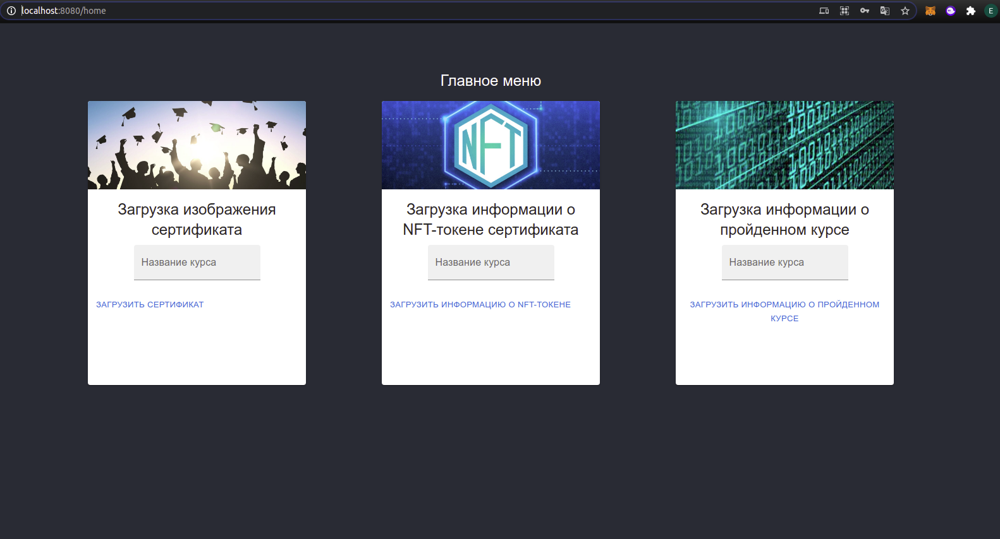 localhost:8080/home
E
Главное меню
NFT
Загрузка изображения
сертификата
Название курса
ЗАГРУЗИТЬ СЕРТИФИКАТ
Загрузка информации о
NFT-токене сертификата
Название курса
ЗАГРУЗИТЬ ИНФОРМАЦИЮ О NFT-ТОКЕНЕ
Загрузка информации о
пройденном курсе
Название курса
ЗАГРУЗИТЬ ИНФОРМАЦИЮ О ПРОЙДЕННОМ
КУРСЕ